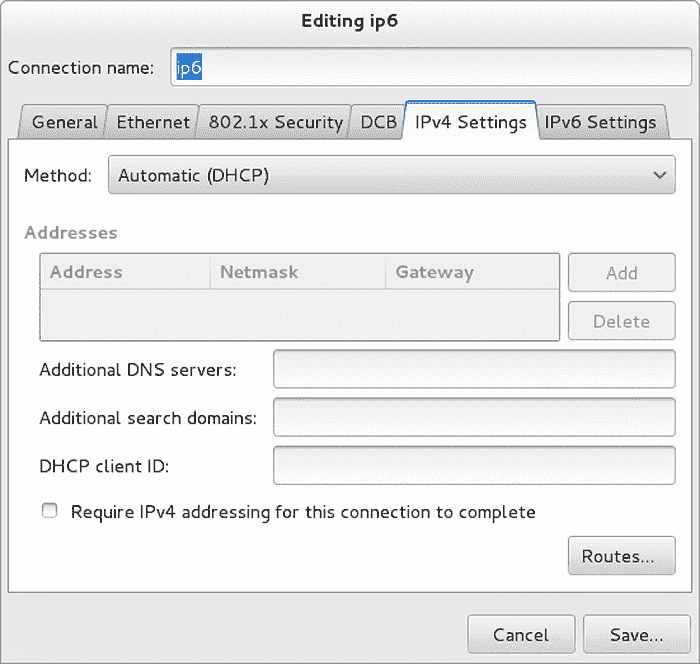 Editing ip6
Connection name: ip6
General Ethernet 802.1x Security DCB IPv4 Settings IPv6 Settings
Method: Automatic (DHCP)
Addresses
Address Netmask Gateway Add
Delete
Additional DNS servers:
Additional search domains:
DHCP client ID:
Require IPv4 addressing for this connection to complete
Routes...
Cancel Save...